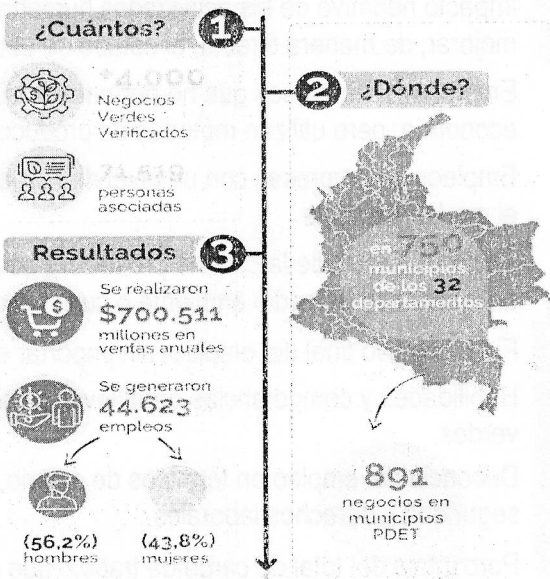 ¿Cuántos?
1
+4.000
Negocios
Verdes
Verificados
71.519
personas
asociadas
2
¿Dónde?
en 750
municipios
de los 32
departamentos
891
negocios en
municipios
PDET
Resultados
3
Se realizaron
$700.511
millones en
ventas anuales
Se generaron
44.623
empleos
(56,2%)
hombres
(43,8%)
mujeres